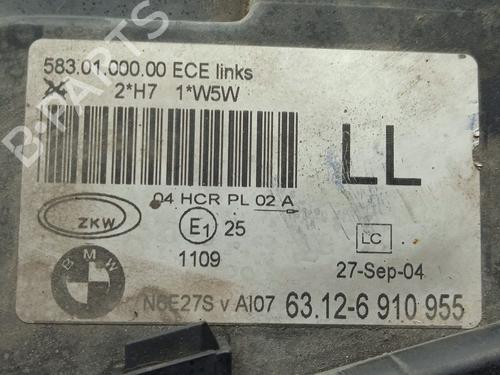 583.01.000.00 ECE links
2*H7 1*W5W
LL
04 HCR PL 02 A
ZKW
E1 25
1109
LC
27-Sep-04
BMW
N6E27S v AI07 63.12-6 910 955
B-PARTS